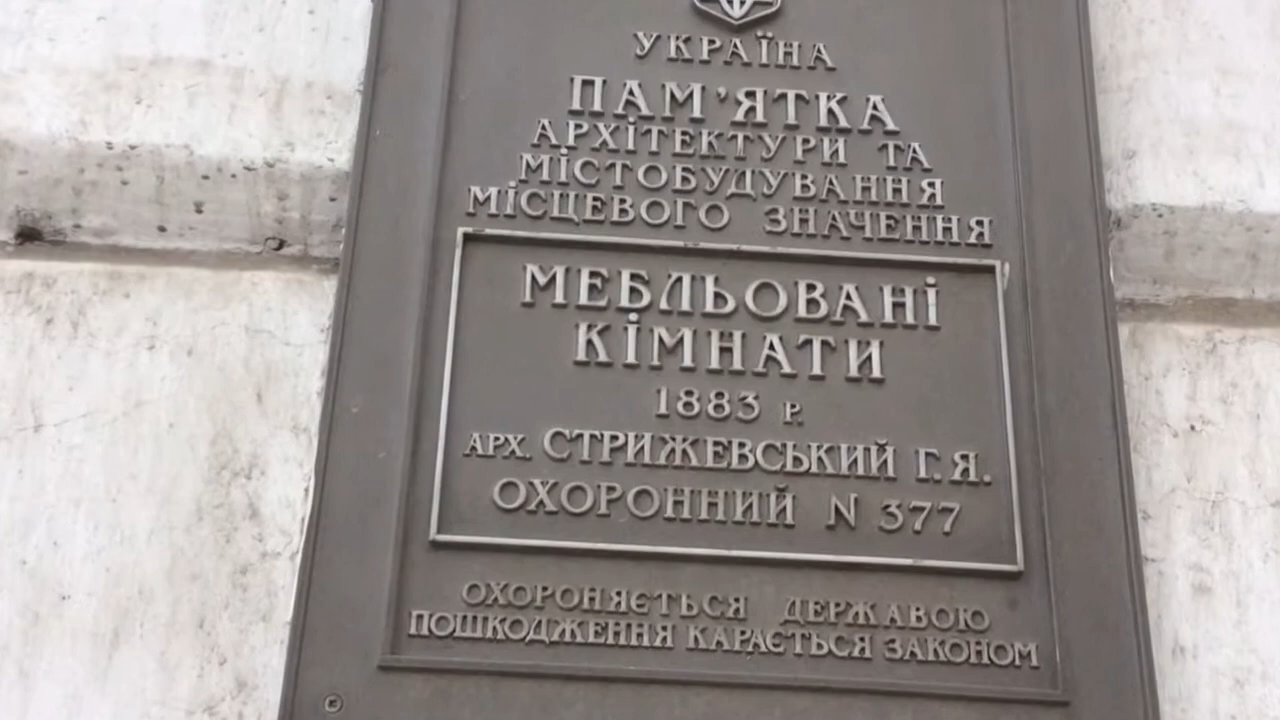 УКРАЇНА
ПАМ'ЯТКА
АРХІТЕКТУРИ ТА
МІСТОБУДУВАННЯ
МІСЦЕВОГО ЗНАЧЕННЯ
МЕБЛЬОВАНІ
КІМНАТИ
1883 Р.
АРХ. СТРИЖЕВСЬКИЙ Г.Я.
ОХОРОННИЙ N 377
ОХОРОНЯЄТЬСЯ ДЕРЖАВОЮ
ПОШКОДЖЕННЯ КАРАЄТЬСЯ ЗАКОНОМ